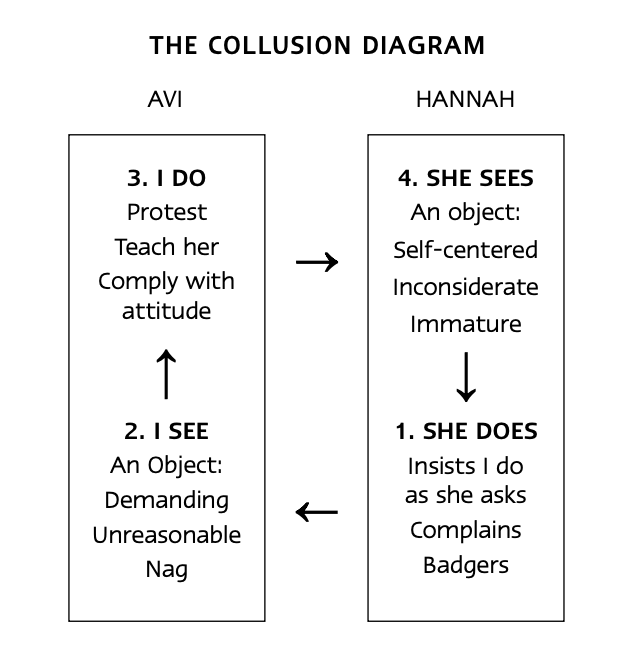 THE COLLUSION DIAGRAM
AVI
3. I DO
Protest
Teach her
Comply with
attitude
2. I SEE
An Object:
Demanding
Unreasonable
Nag
HANNAH
4. SHE SEES
An object:
Self-centered
Inconsiderate
Immature
1. SHE DOES
Insists I do
as she asks
Complains
Badgers